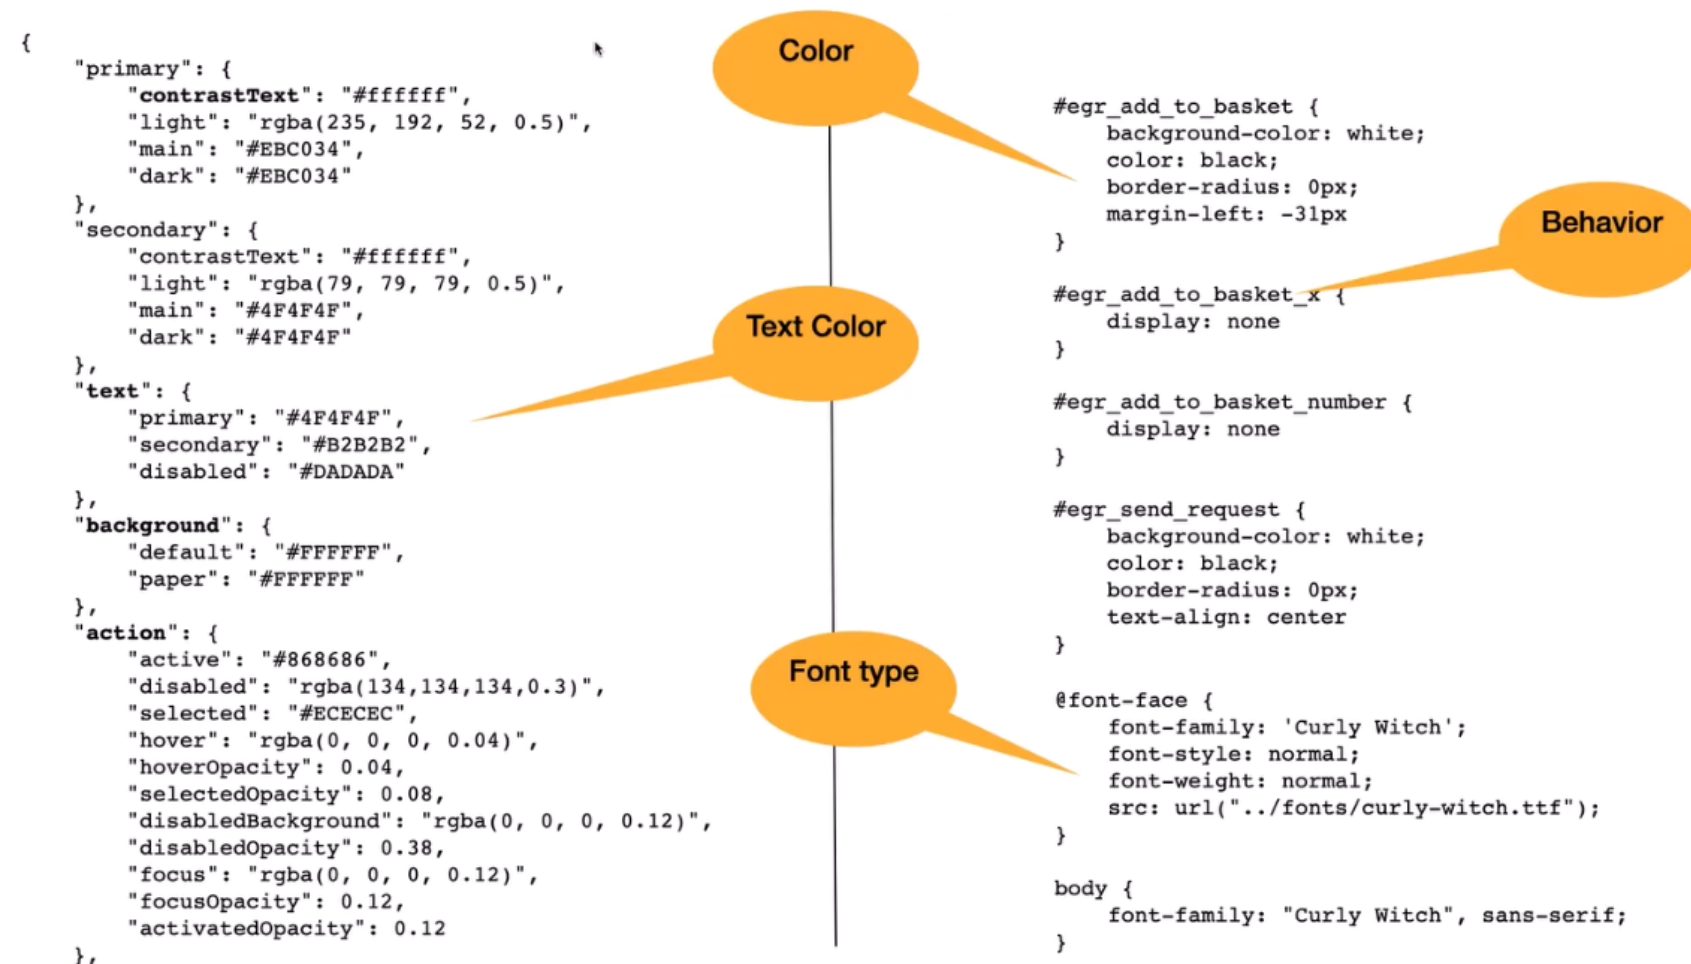 {
    "primary": {
        "contrastText": "#ffffff",
        "light": "rgba(235, 192, 52, 0.5)",
        "main": "#EBC034",
        "dark": "#EBC034"
    },
    "secondary": {
        "contrastText": "#ffffff",
        "light": "rgba(79, 79, 79, 0.5)",
        "main": "#4F4F4F",
        "dark": "#4F4F4F"
    },
    "text": {
        "primary": "#4F4F4F",
        "secondary": "#B2B2B2",
        "disabled": "#DADADA"
    },
    "background": {
        "default": "#FFFFFF",
        "paper": "#FFFFFF"
    },
    "action": {
        "active": "#868686",
        "disabled": "rgba(134,134,134,0.3)",
        "selected": "#ECECEC",
        "hover": "rgba(0, 0, 0, 0.04)",
        "hoverOpacity": 0.04,
        "selectedOpacity": 0.08,
        "disabledBackground": "rgba(0, 0, 0, 0.12)",
        "disabledOpacity": 0.38,
        "focus": "rgba(0, 0, 0, 0.12)",
        "focusOpacity": 0.12,
        "activatedOpacity": 0.12
    },
Color
Text Color
Font type
#egr_add_to_basket {
    background-color: white;
    color: black;
    border-radius: 0px;
    margin-left: -31px
}
Behavior
#egr_add_to_basket_x {
    display: none
}
#egr_add_to_basket_number {
    display: none
}
#egr_send_request {
    background-color: white;
    color: black;
    border-radius: 0px;
    text-align: center
}
@font-face {
    font-family: 'Curly Witch';
    font-style: normal;
    font-weight: normal;
    src: url("../fonts/curly-witch.ttf");
}
body {
    font-family: "Curly Witch", sans-serif;
}